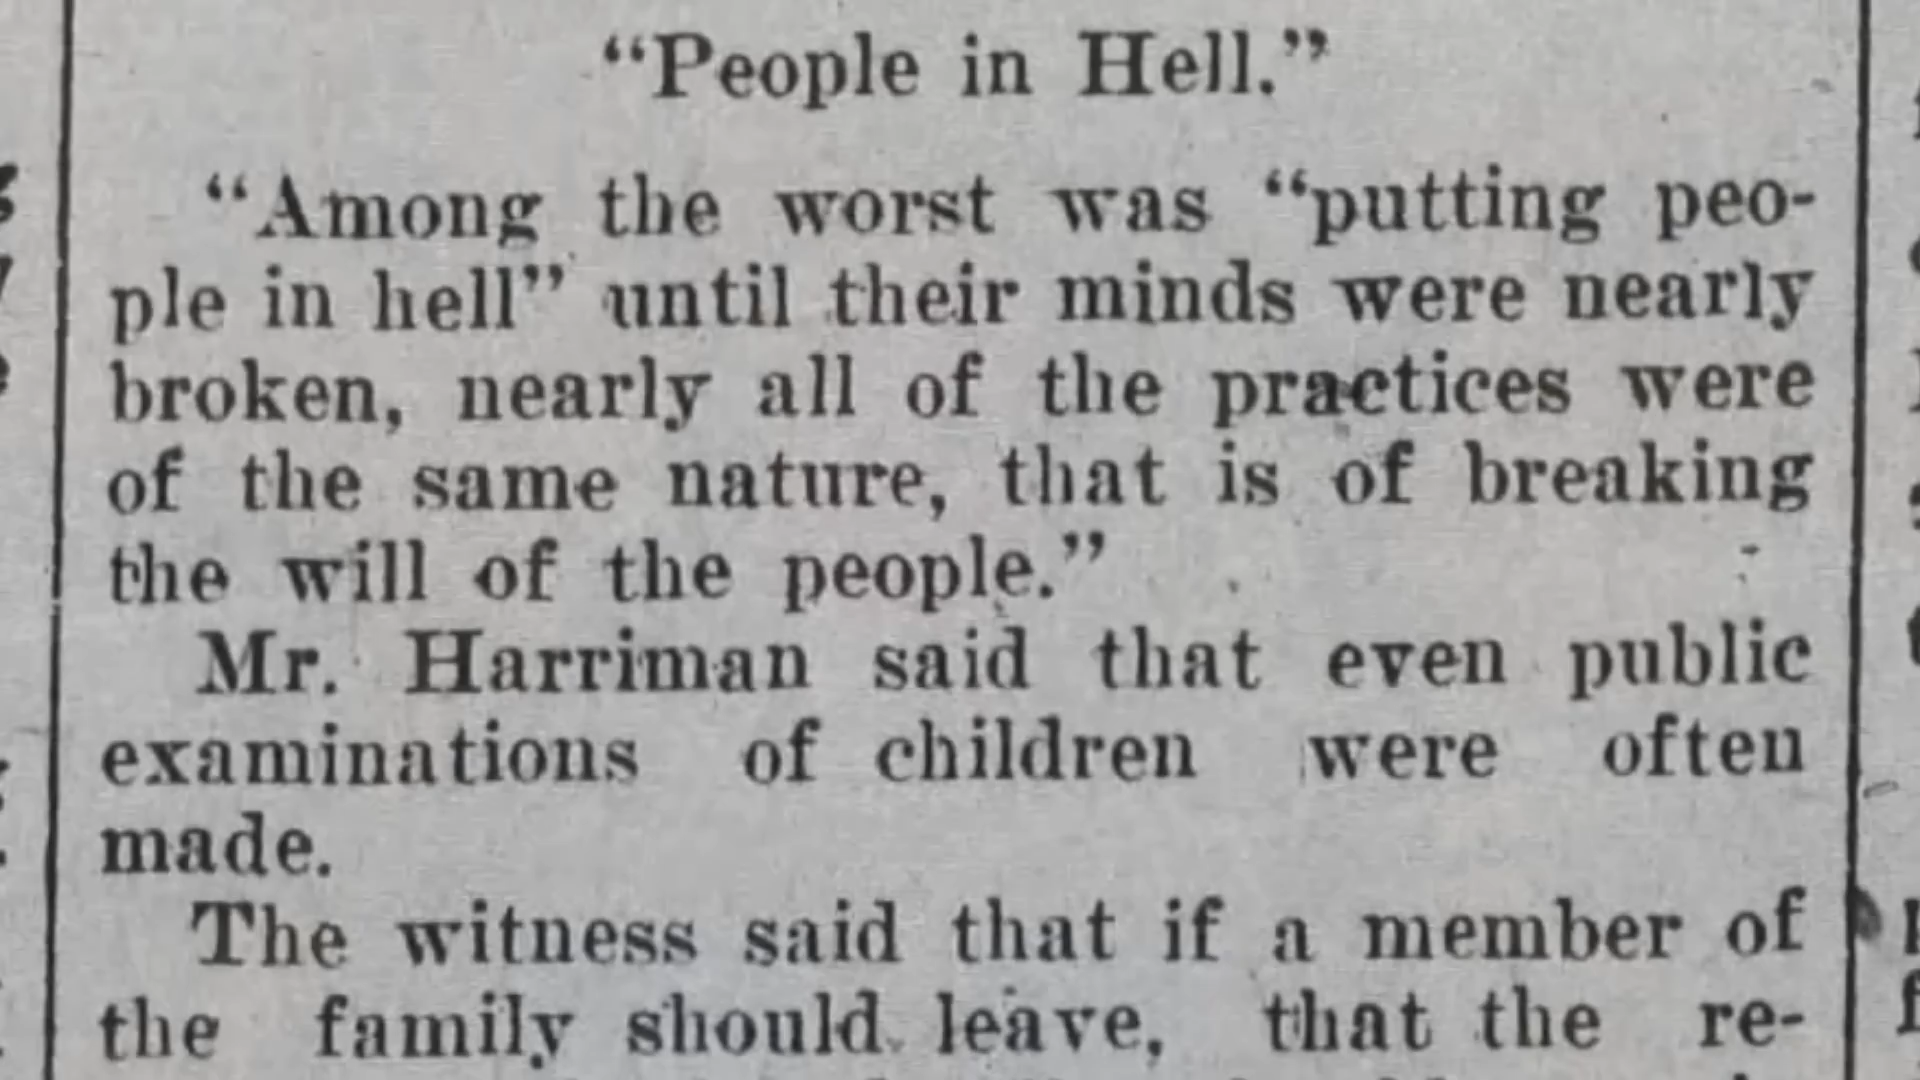 “People in Hell.”
“Among the worst was “putting peo-
ple in hell” until their minds were nearly
broken, nearly all of the practices were
of the same nature, that is of breaking
the will of the people.”
Mr. Harriman said that even public
examinations of children were often
made.
The witness said that if a member of
the family should leave, that the re-